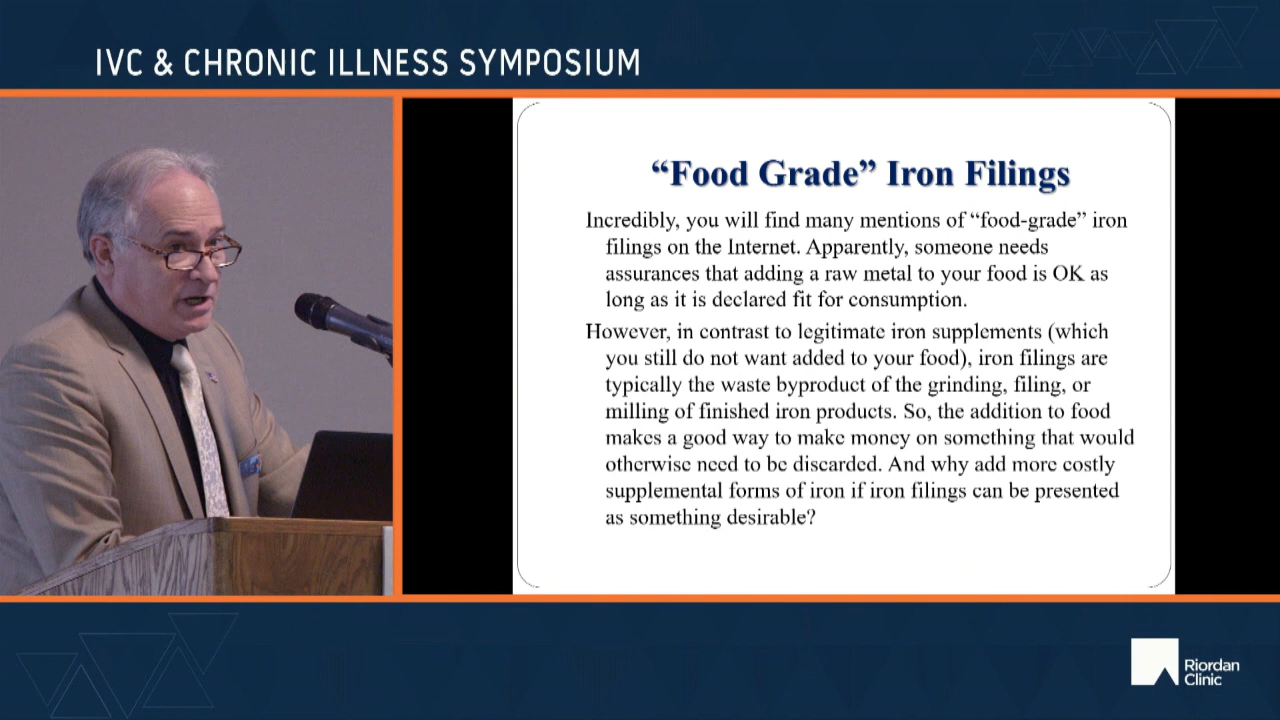 IVC & CHRONIC ILLNESS SYMPOSIUM
“Food Grade” Iron Filings
Incredibly, you will find many mentions of “food-grade” iron
filings on the Internet. Apparently, someone needs
assurances that adding a raw metal to your food is OK as
long as it is declared fit for consumption.
However, in contrast to legitimate iron supplements (which
you still do not want added to your food), iron filings are
typically the waste byproduct of the grinding, filing, or
milling of finished iron products. So, the addition to food
makes a good way to make money on something that would
otherwise need to be discarded. And why add more costly
supplemental forms of iron if iron filings can be presented
as something desirable?
Riordan
Clinic